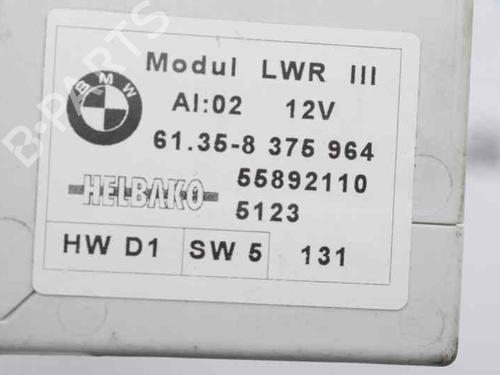 B-PARTS
BMW
Modul LWR III
AI:02 12V
61.35-8 375 964
55892110
HELBAKO
5123
HW D1 SW 5 131